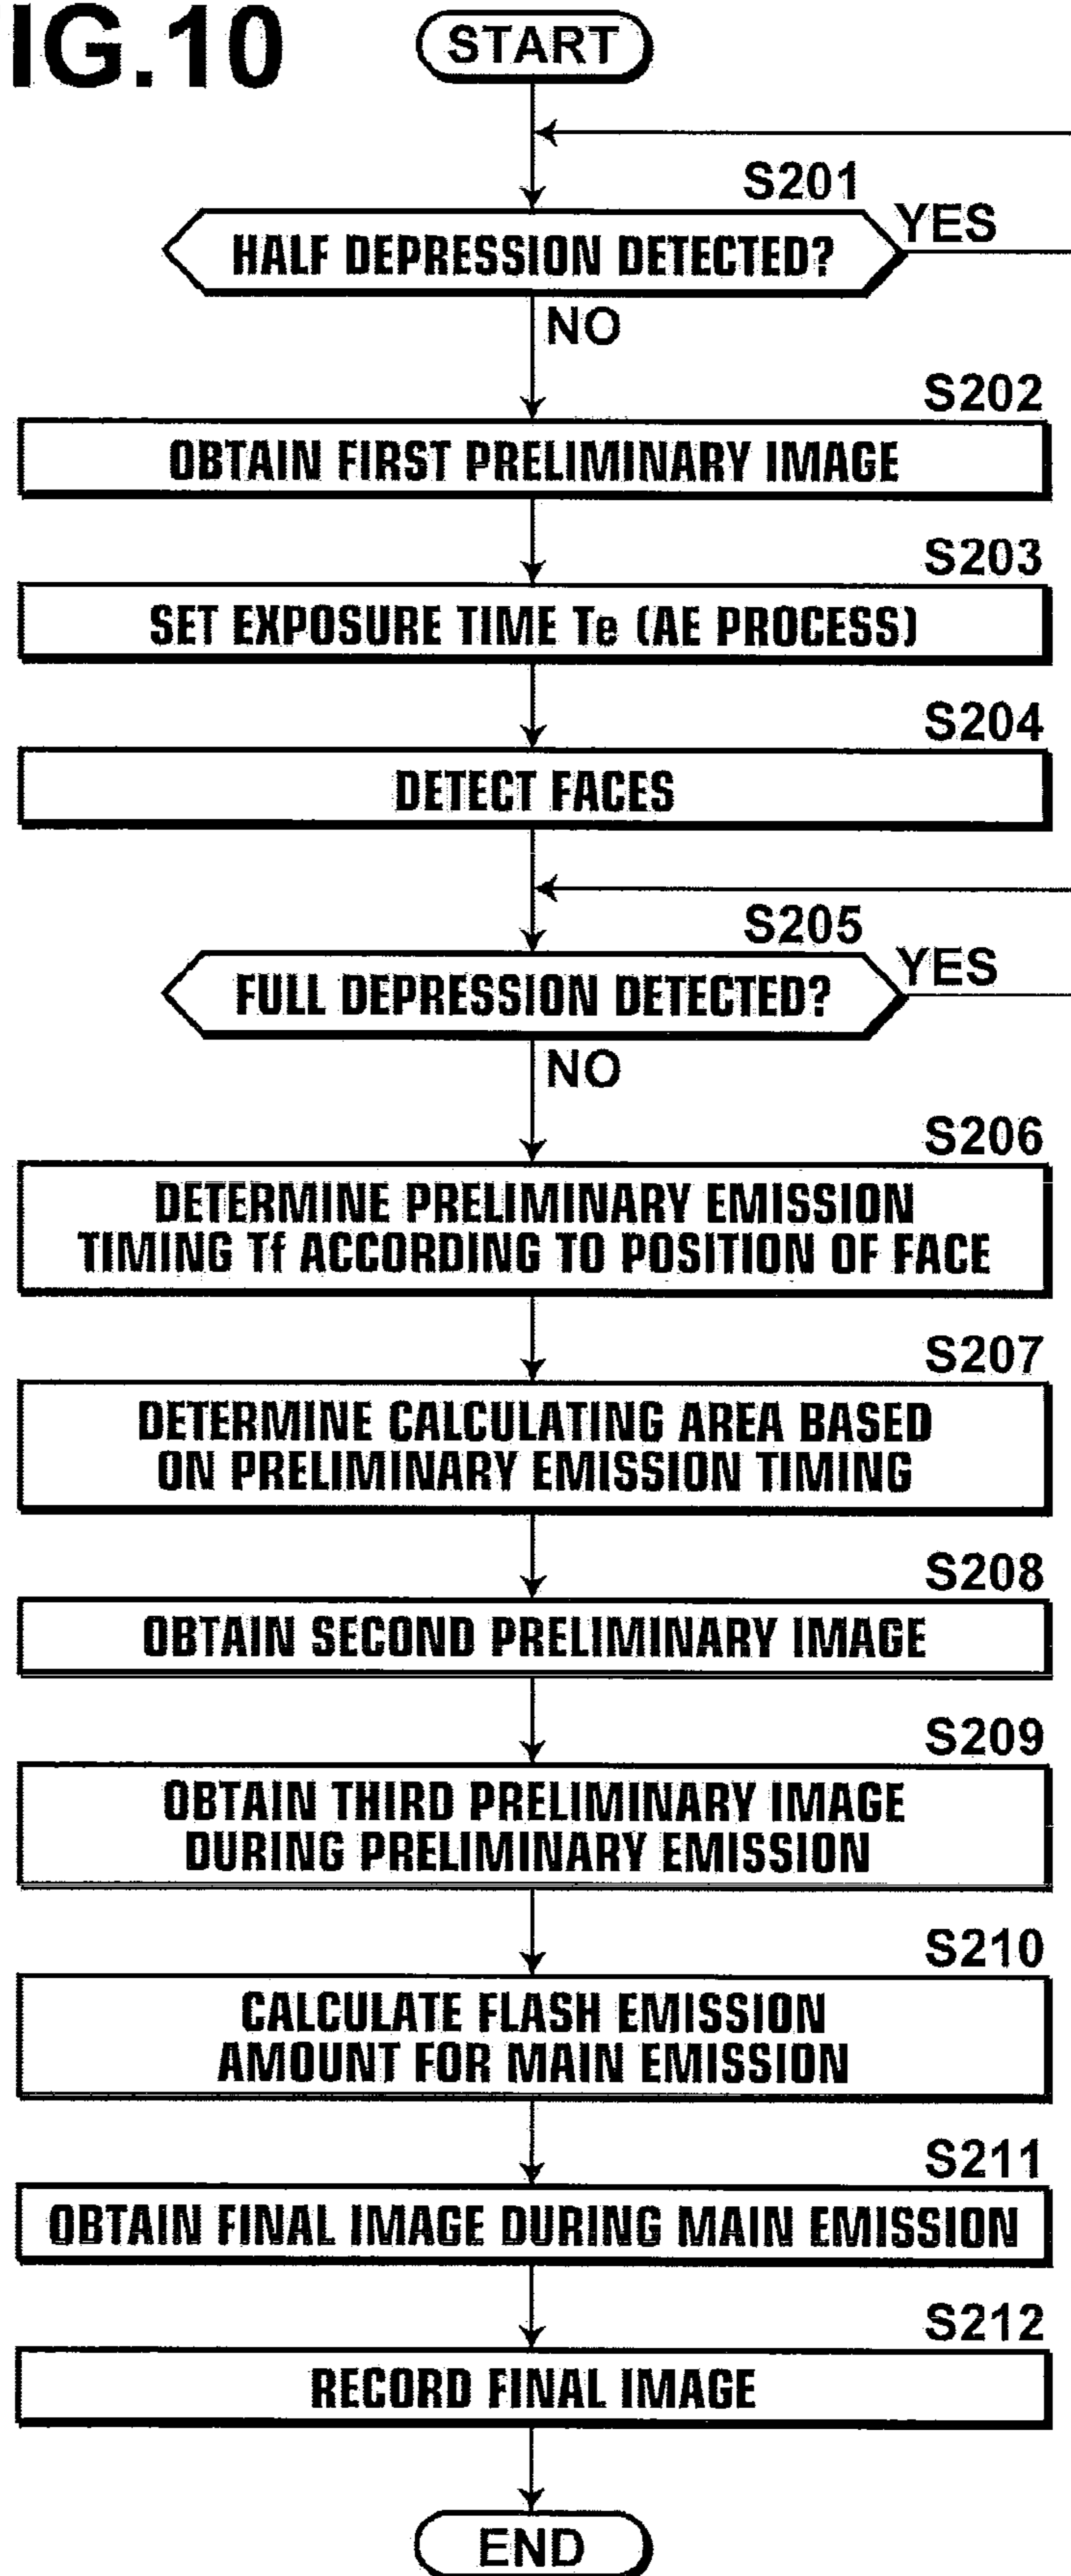 IG.10
START
S201
HALF DEPRESSION DETECTED?
YES
NO
S202
OBTAIN FIRST PRELIMINARY IMAGE
S203
SET EXPOSURE TIME Te (AE PROCESS)
S204
DETECT FACES
S205
FULL DEPRESSION DETECTED?
YES
NO
S206
DETERMINE PRELIMINARY EMISSION
TIMING Tf ACCORDING TO POSITION OF FACE
S207
DETERMINE CALCULATING AREA BASED
ON PRELIMINARY EMISSION TIMING
S208
OBTAIN SECOND PRELIMINARY IMAGE
S209
OBTAIN THIRD PRELIMINARY IMAGE
DURING PRELIMINARY EMISSION
S210
CALCULATE FLASH EMISSION
AMOUNT FOR MAIN EMISSION
S211
OBTAIN FINAL IMAGE DURING MAIN EMISSION
S212
RECORD FINAL IMAGE
END